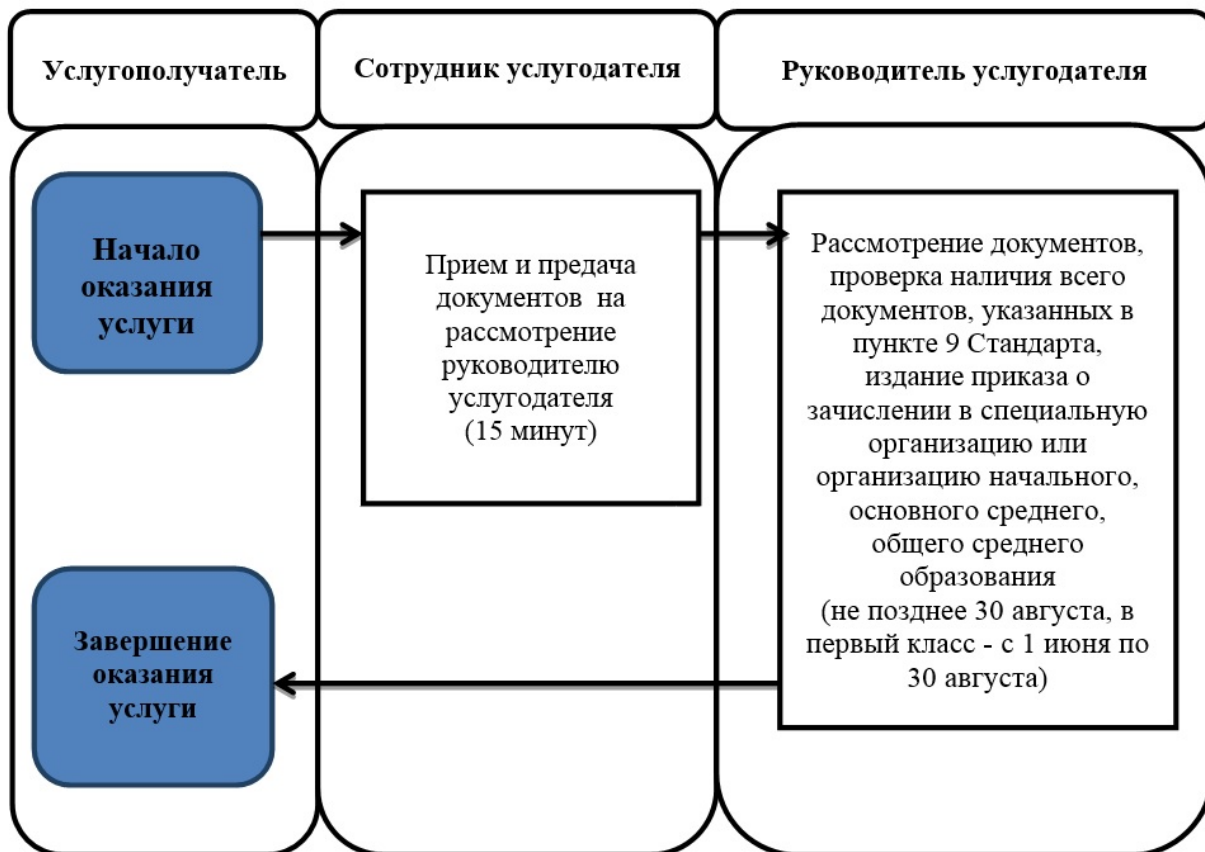 Услугополучатель
Сотрудник услугодателя
Руководитель услугодателя
Начало
оказания
услуги
Прием и предача
документов на
рассмотрение
руководителю
услугодателя
(15 минут)
Рассмотрение документов,
проверка наличия всего
документов, указанных в
пункте 9 Стандарта,
издание приказа о
зачислении в специальную
организацию или
организацию начального,
основного среднего,
общего среднего
образования
(не позднее 30 августа, в
первый класс - с 1 июня по
30 августа)
Завершение
оказания
услуги